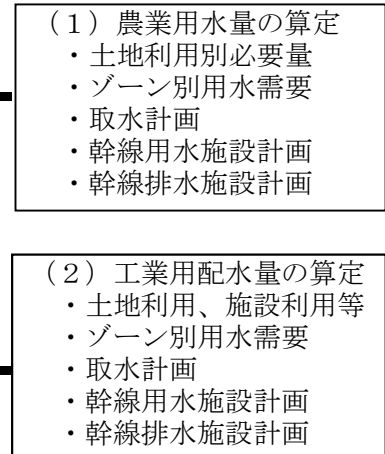 （１）農業用水量の算定
・土地利用別必要量
・ゾーン別用水需要
・取水計画
・幹線用水施設計画
・幹線排水施設計画
（２）工業用配水量の算定
・土地利用、施設利用等
・ゾーン別用水需要
・取水計画
・幹線用水施設計画
・幹線排水施設計画